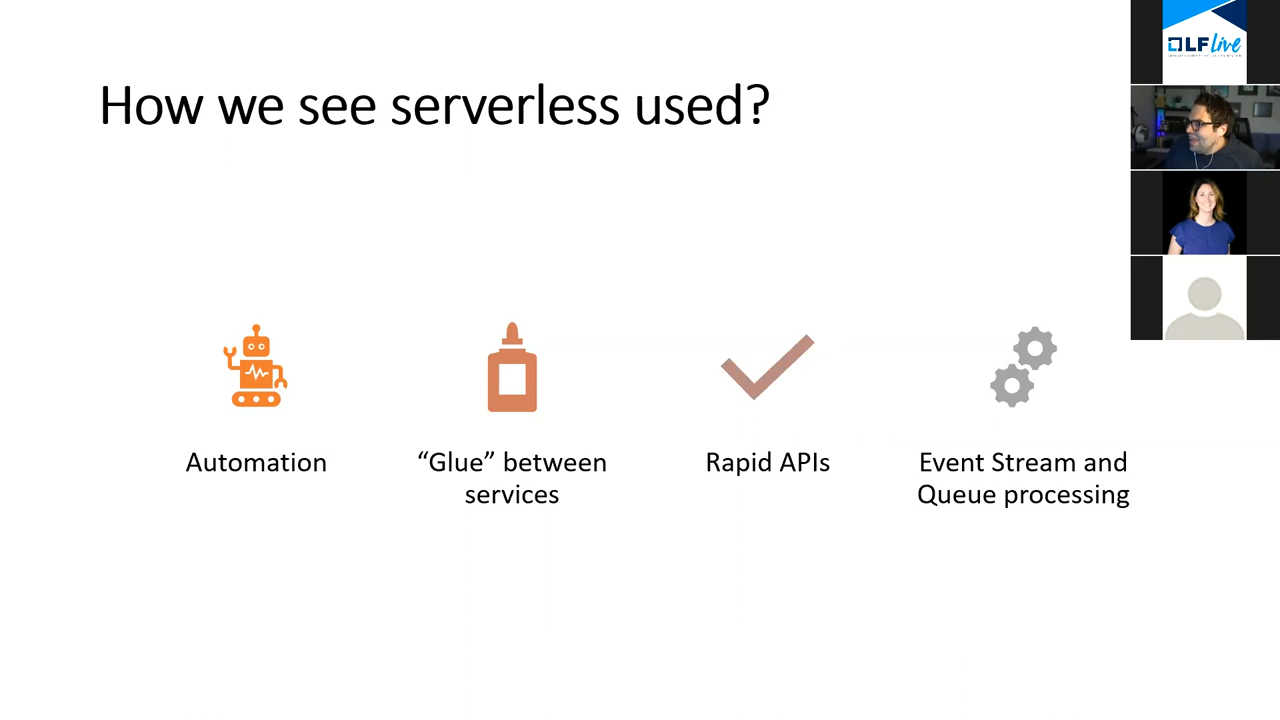 How we see serverless used?
LF live
Automation
“Glue” between
services
Rapid APIs
Event Stream and
Queue processing